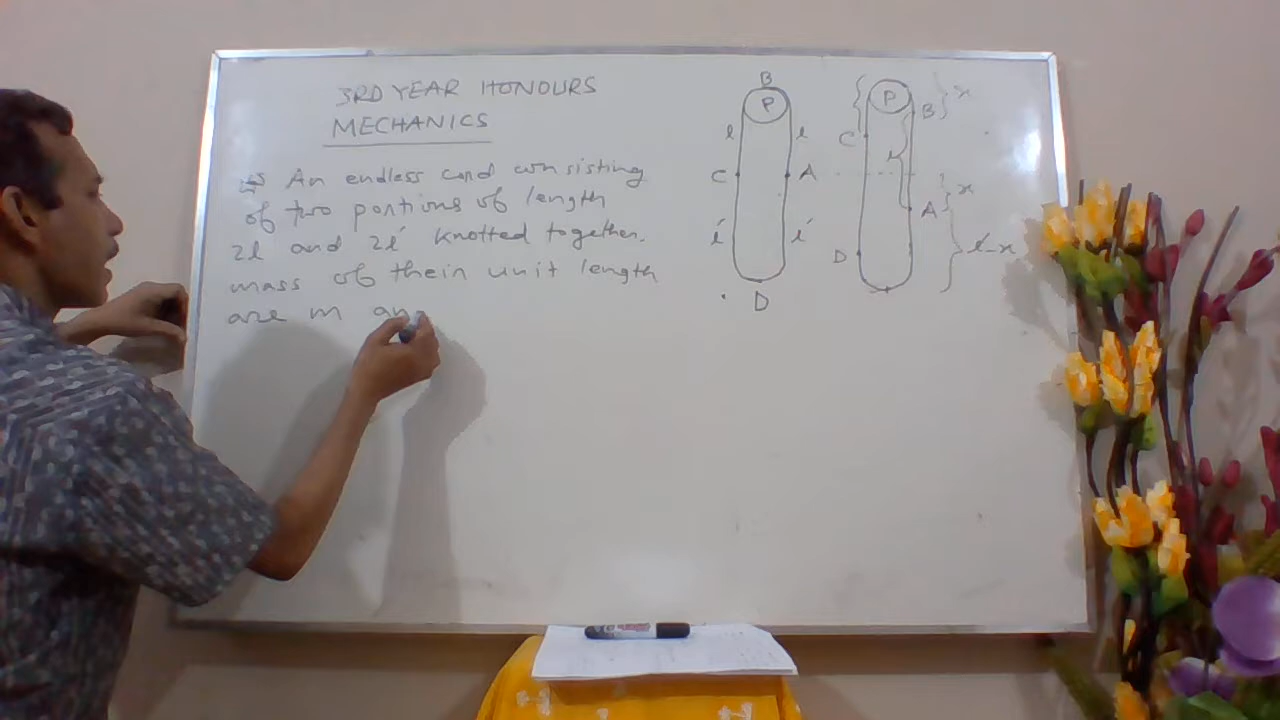 3RD YEAR HONOURS
MECHANICS
An endless cord consisting
of two portions of length
2l and 2l' knotted together.
mass of their unit length
are m an
B
P
l
l
C
A
l'
l'
D
P
B
x
C
A
x
D
l'-x